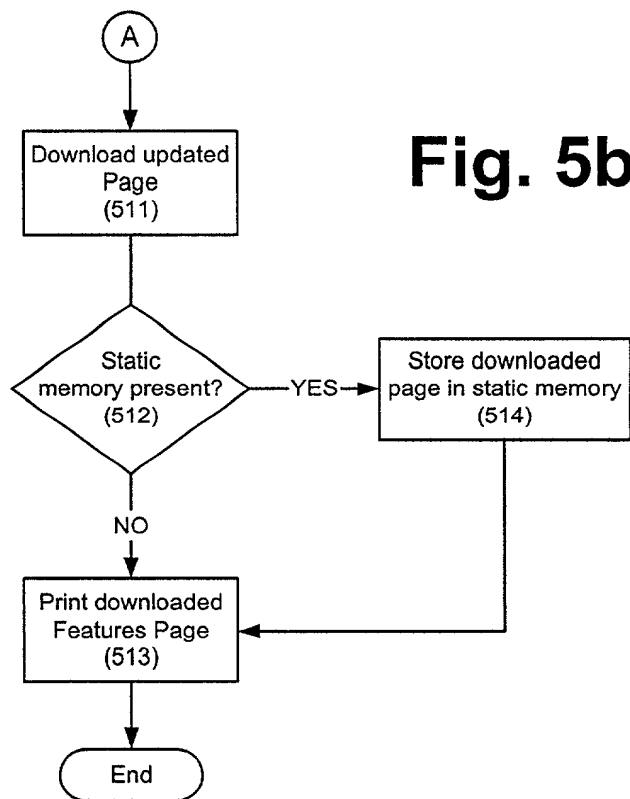 A
Download updated
Page
(511)
Fig. 5b
Static
memory present?
(512)
YES
Store downloaded
page in static memory
(514)
NO
Print downloaded
Features Page
(513)
End